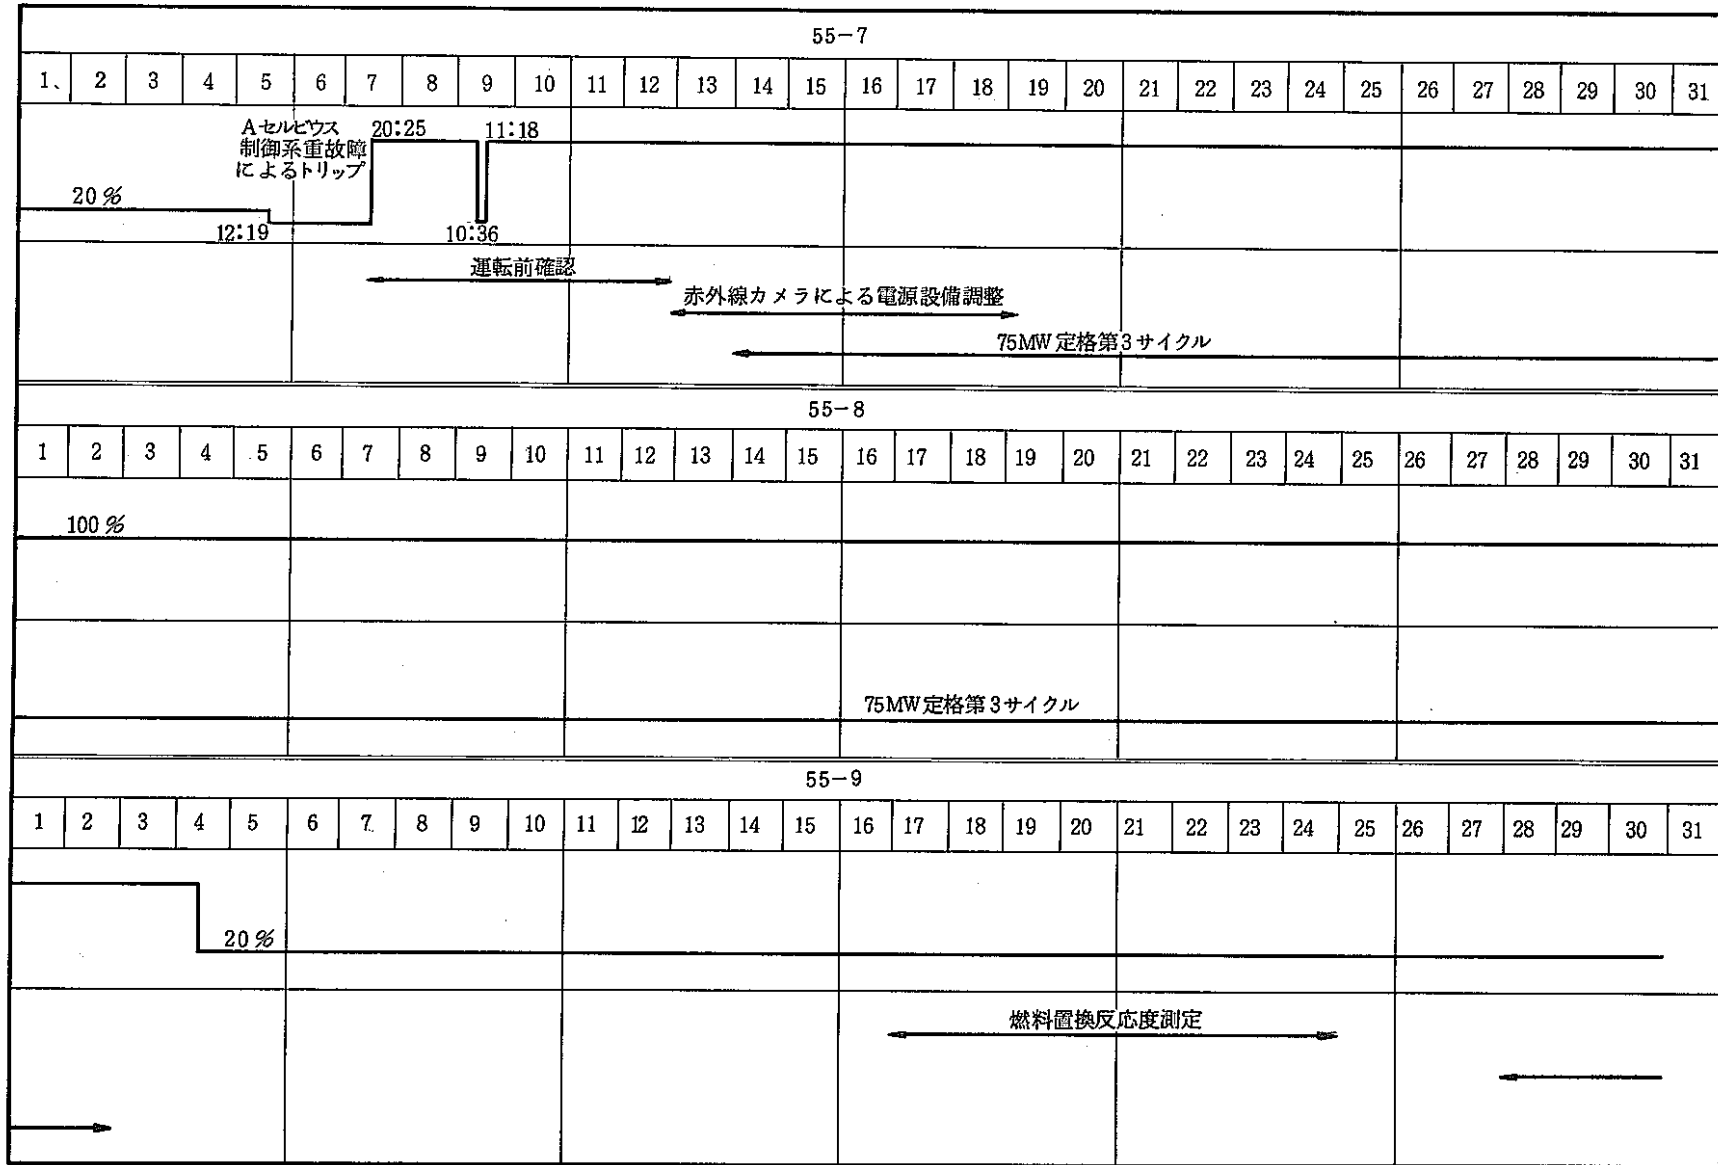 55-7
1、 2 3 4 5 6 7 8 9 10 11 12 13 14 15 16 17 18 19 20 21 22 23 24 25 26 27 28 29 30 31
Aセルビウス
制御系重故障
によるトリップ
20:25
11:18
20%
12:19
10:36
運転前確認
赤外線カメラによる電源設備調整
75MW定格第3サイクル
55-8
1 2 3 4 5 6 7 8 9 10 11 12 13 14 15 16 17 18 19 20 21 22 23 24 25 26 27 28 29 30 31
100%
75MW定格第3サイクル
55-9
1 2 3 4 5 6 7 8 9 10 11 12 13 14 15 16 17 18 19 20 21 22 23 24 25 26 27 28 29 30 31
20%
燃料置換反応度測定